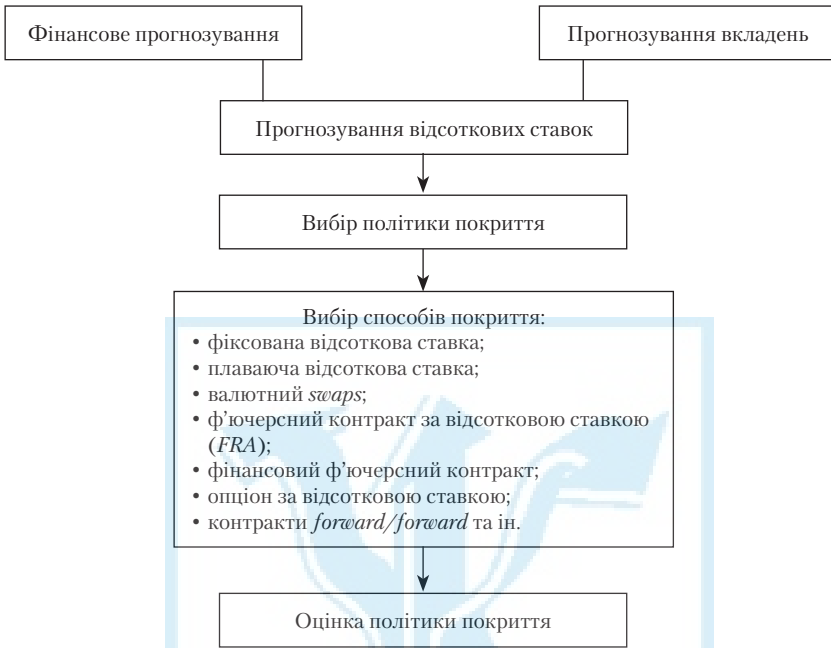 Фінансове прогнозування
Прогнозування вкладень
Прогнозування відсоткових ставок
Вибір політики покриття
Вибір способів покриття:
• фіксована відсоткова ставка;
• плаваюча відсоткова ставка;
• валютний swaps;
• ф’ючерсний контракт за відсотковою ставкою
(FRA);
• фінансовий ф’ючерсний контракт;
• опціон за відсотковою ставкою;
• контракти forward/forward та ін.
Оцінка політики покриття